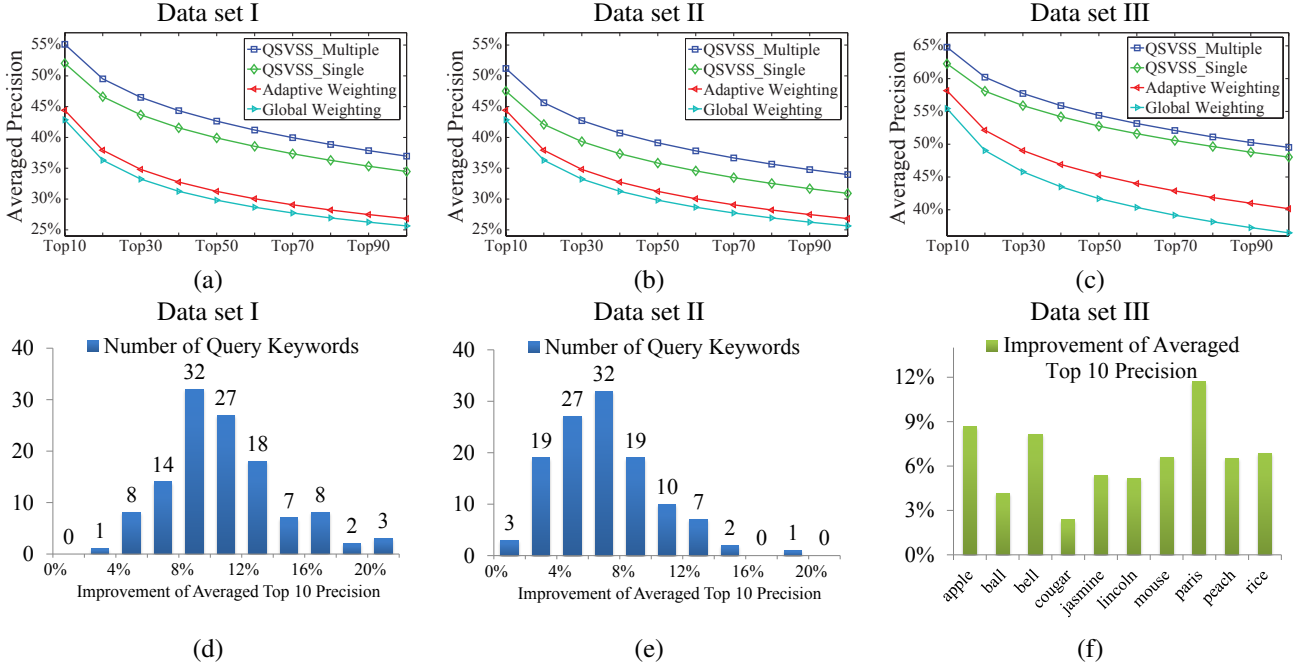 Data set I
Averaged Precision
55%
50%
45%
40%
35%
30%
25%
QSVSS_Multiple
QSVSS_Single
Adaptive Weighting
Global Weighting
Top10 Top30 Top50 Top70 Top90
(a)
Data set II
Averaged Precision
55%
50%
45%
40%
35%
30%
25%
QSVSS_Multiple
QSVSS_Single
Adaptive Weighting
Global Weighting
Top10 Top30 Top50 Top70 Top90
(b)
Data set III
Averaged Precision
65%
60%
55%
50%
45%
40%
QSVSS_Multiple
QSVSS_Single
Adaptive Weighting
Global Weighting
Top10 Top30 Top50 Top70 Top90
(c)
Data set I
Number of Query Keywords
40
30
20
10
0
0 1 8 14 32 27 18 7 8 2 3
0% 4% 8% 12% 16% 20%
Improvement of Averaged Top 10 Precision
(d)
Data set II
Number of Query Keywords
40
30
20
10
0
3 19 27 32 19 10 7 2 0 1 0
0% 4% 8% 12% 16% 20%
Improvement of Averaged Top 10 Precision
(e)
Data set III
Improvement of Averaged
Top 10 Precision
12%
9%
6%
3%
0%
apple ball bell cougar jasmine lincoln mouse paris peach rice
(f)